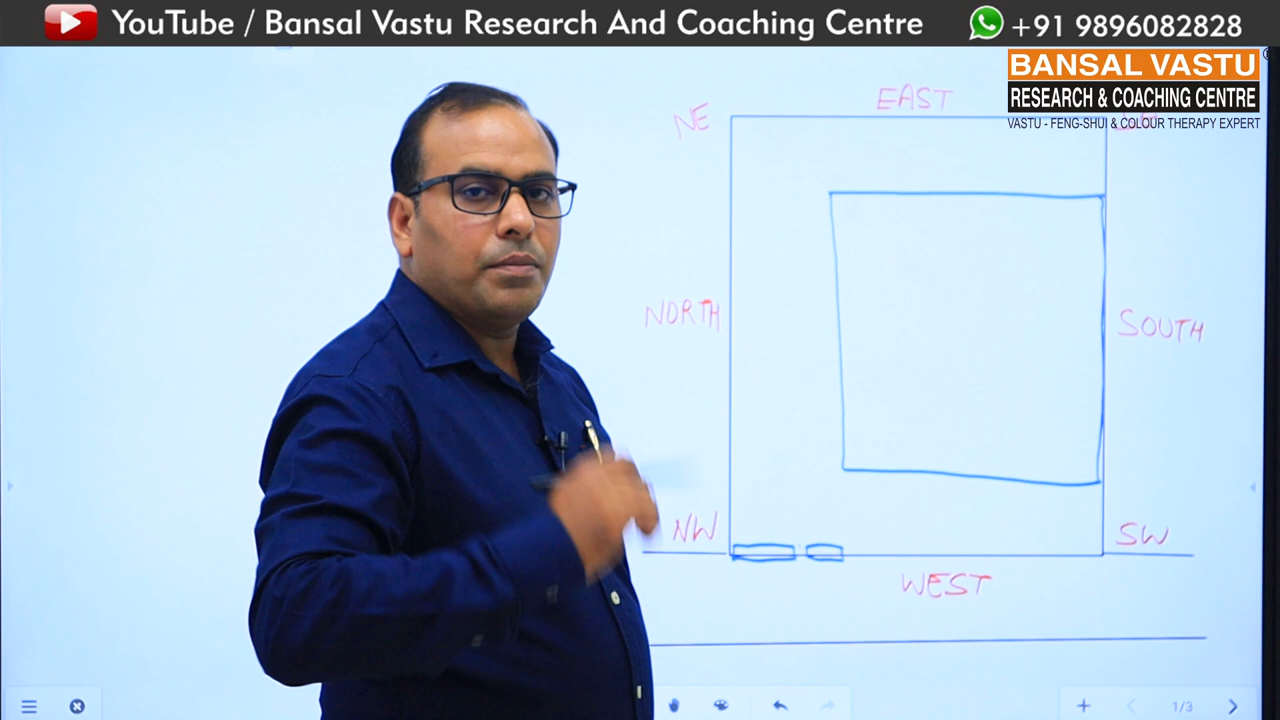 YouTube / Bansal Vastu Research And Coaching Centre
+91 9896082828
BANSAL VASTU
RESEARCH & COACHING CENTRE
VASTU - FENG-SHUI & COLOUR THERAPY EXPERT
EAST
NE
NORTH
SOUTH
NW
SW
WEST
1/3